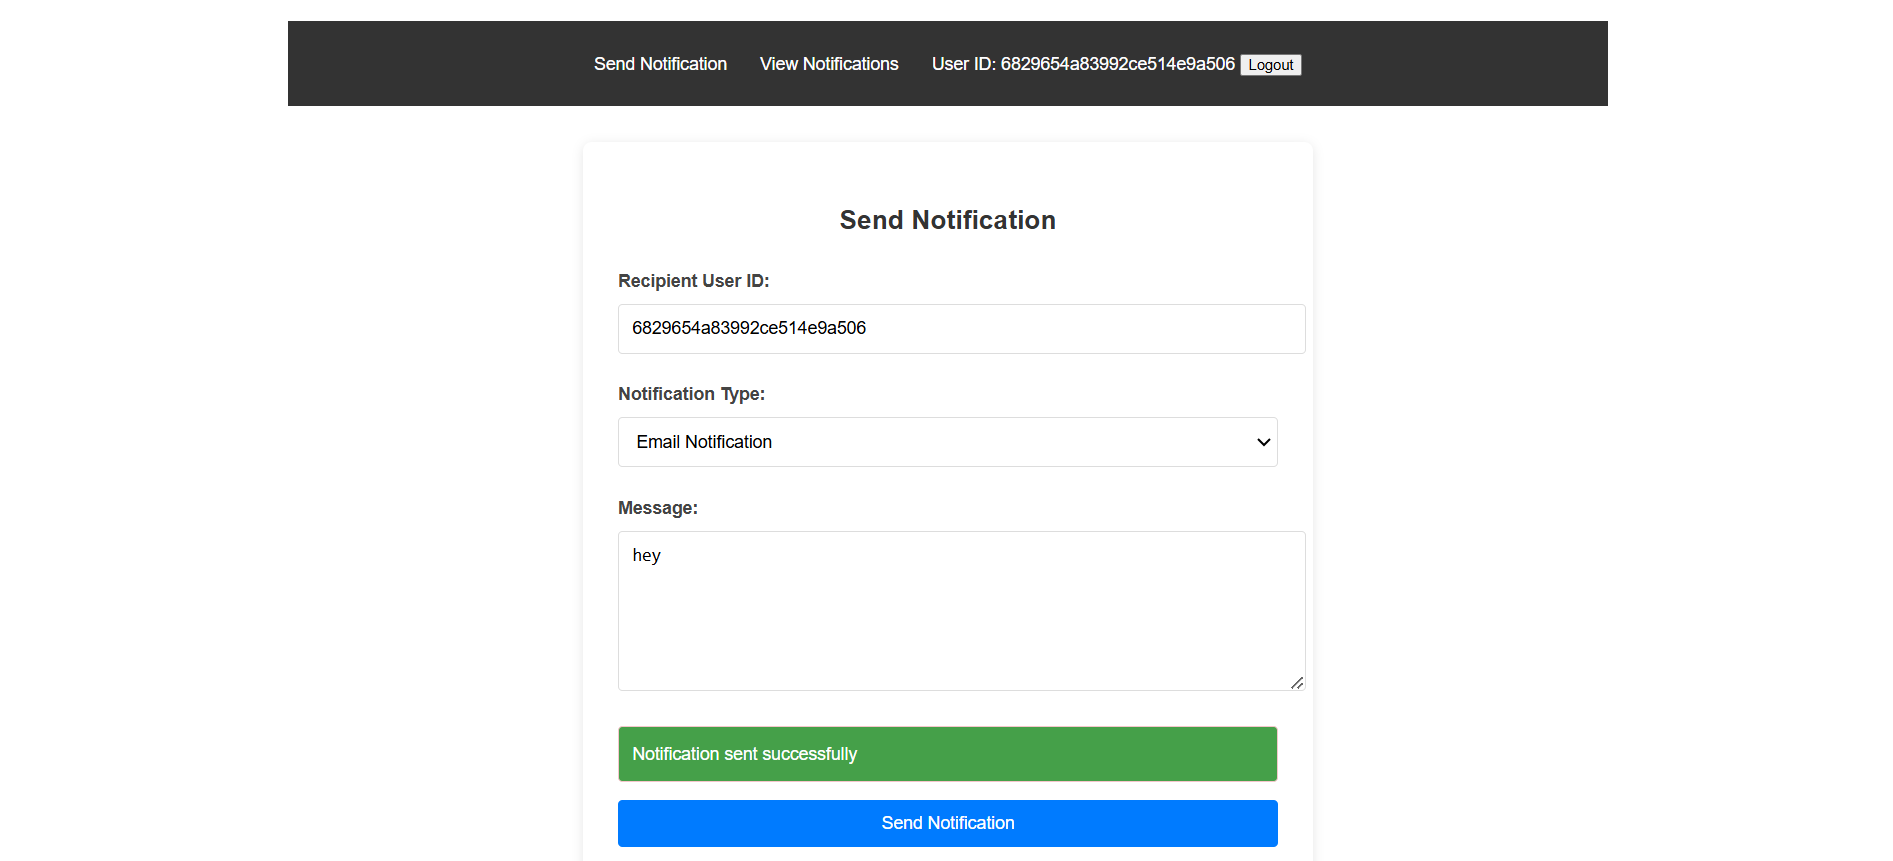 Send Notification View Notifications User ID: 6829654a83992ce514e9a506 Logout
Send Notification
Recipient User ID:
6829654a83992ce514e9a506
Notification Type:
Email Notification
Message:
hey
Notification sent successfully
Send Notification